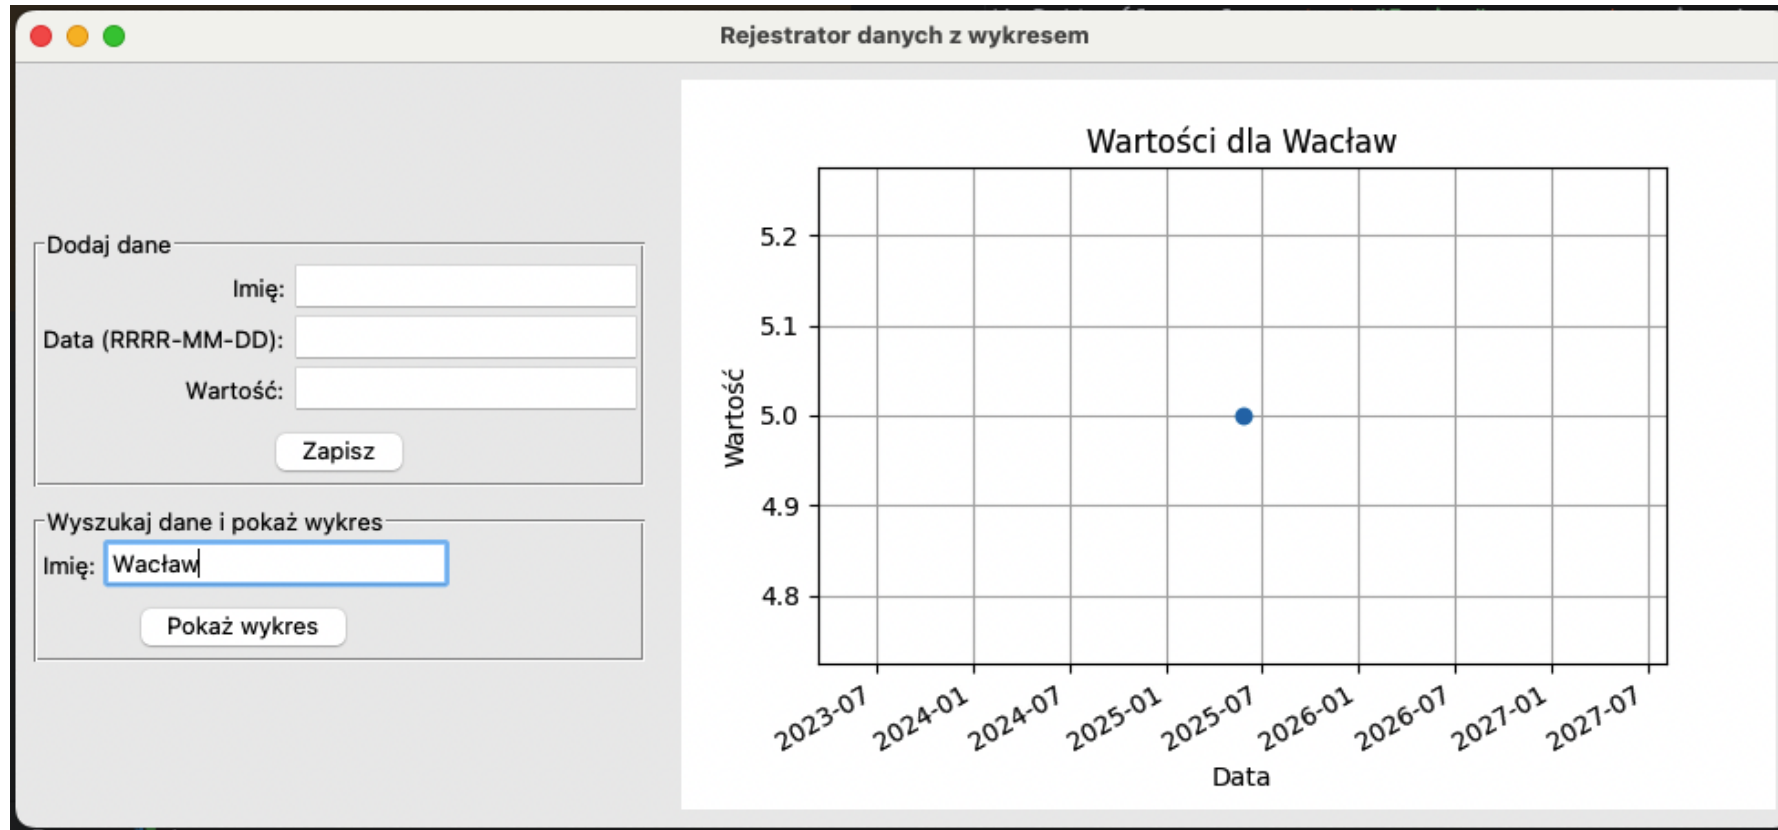 Rejestrator danych z wykresem
Dodaj dane
Imię:
Data (RRRR-MM-DD):
Wartość:
Zapisz
Wyszukaj dane i pokaż wykres
Imię: Wacław
Pokaż wykres
Wartości dla Wacław
Wartość
5.2
5.1
5.0
4.9
4.8
2023-07 2024-01 2024-07 2025-01 2025-07 2026-01 2026-07 2027-01 2027-07
Data